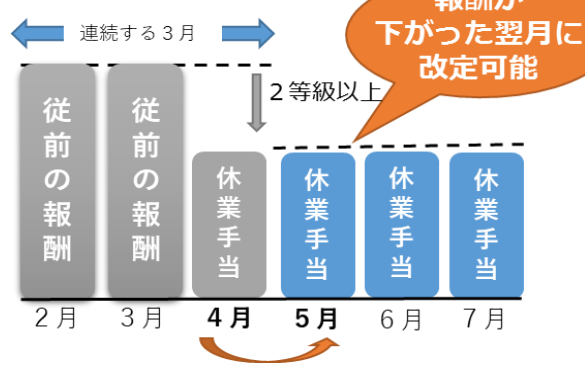 報酬が
下がった翌月に
改定可能
連続する３月
２等級以上
従前の報酬
従前の報酬
休業手当
休業手当
休業手当
休業手当
２月
３月
４月
５月
６月
７月